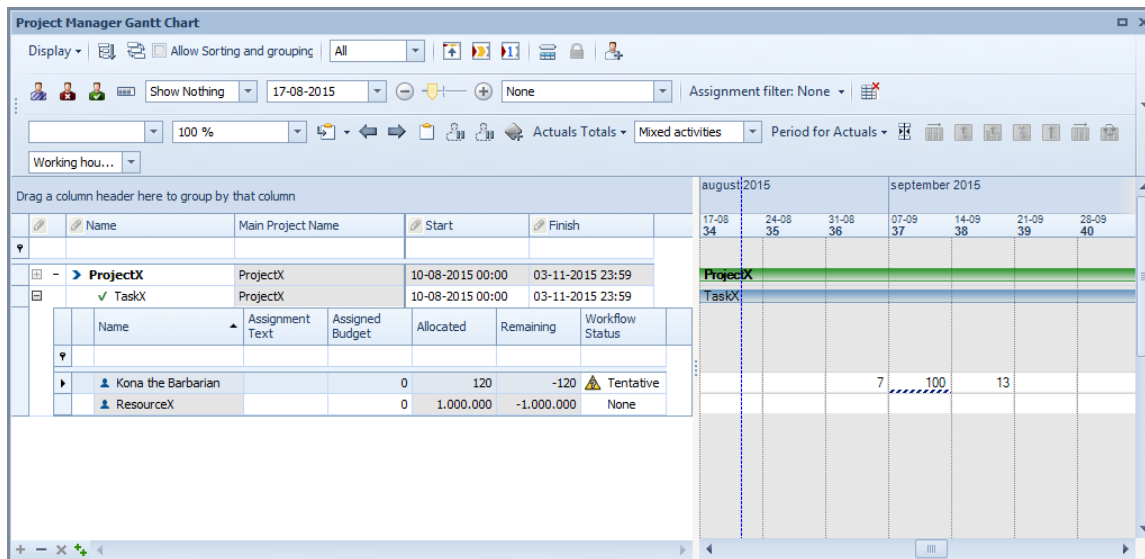 Project Manager Gantt Chart
Display Allow Sorting and grouping All
Show Nothing 17-08-2015 None Assignment filter: None
100 % Actuals Totals Mixed activities Period for Actuals
Working hou...
Drag a column header here to group by that column
august 2015 september 2015
Name Main Project Name Start Finish
17-08 24-08 31-08 07-09 14-09 21-09 28-09
34 35 36 37 38 39 40
ProjectX ProjectX 10-08-2015 00:00 03-11-2015 23:59 ProjectX
TaskX ProjectX 10-08-2015 00:00 03-11-2015 23:59 TaskX
Name Assignment Text Assigned Budget Allocated Remaining Workflow Status
Kona the Barbarian 0 120 -120 Tentative 7 100 13
ResourceX 0 1.000.000 -1.000.000 None